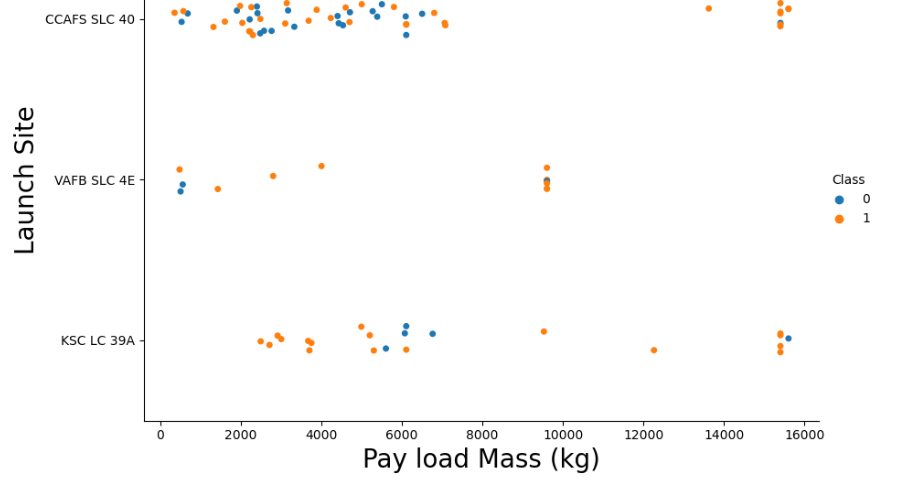 CCAFS SLC 40
VAFB SLC 4E
KSC LC 39A
Launch Site
0 2000 4000 6000 8000 10000 12000 14000 16000
Pay load Mass (kg)
Class
0
1